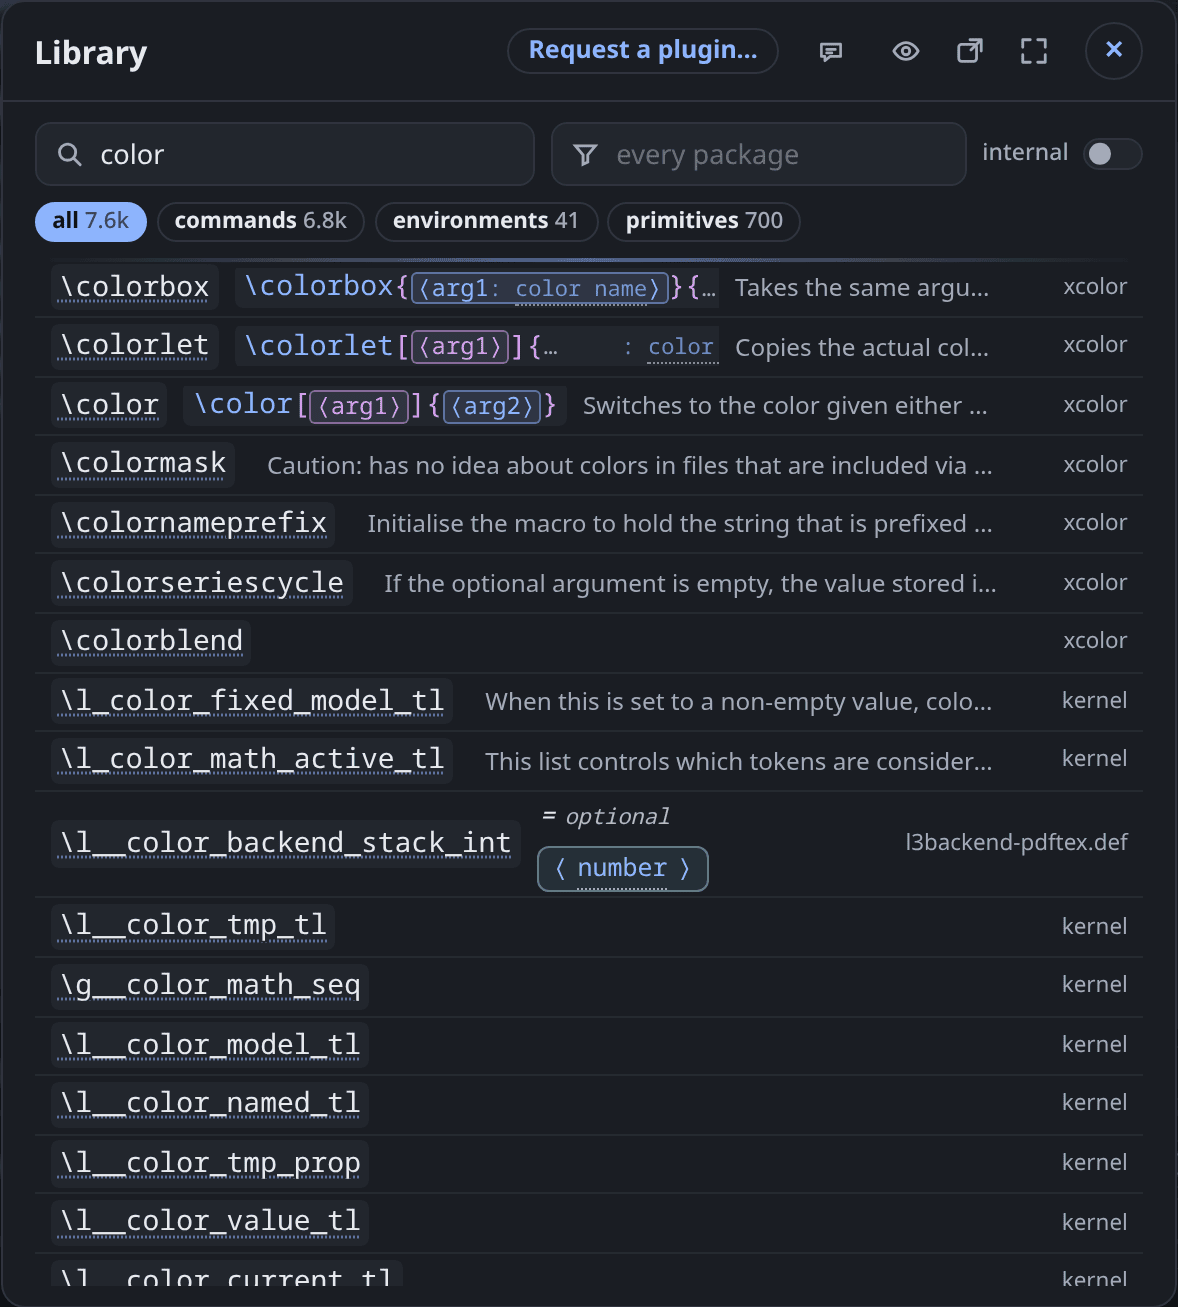 Library
Request a plugin...
color
every package
internal
all 7.6k
commands 6.8k
environments 41
primitives 700
\colorbox \colorbox{⟨arg1: color name⟩}{… Takes the same argu… xcolor
\colorlet \colorlet[⟨arg1⟩]{… : color Copies the actual col… xcolor
\color \color[⟨arg1⟩]{⟨arg2⟩} Switches to the color given either … xcolor
\colormask Caution: has no idea about colors in files that are included via … xcolor
\colornameprefix Initialise the macro to hold the string that is prefixed … xcolor
\colorseriescycle If the optional argument is empty, the value stored i… xcolor
\colorblend xcolor
\l_color_fixed_model_tl When this is set to a non-empty value, colo… kernel
\l_color_math_active_tl This list controls which tokens are consider… kernel
= optional
\l__color_backend_stack_int ⟨ number ⟩ l3backend-pdftex.def
\l__color_tmp_tl kernel
\g__color_math_seq kernel
\l__color_model_tl kernel
\l__color_named_tl kernel
\l__color_tmp_prop kernel
\l__color_value_tl kernel
\l__color_current_tl kernel